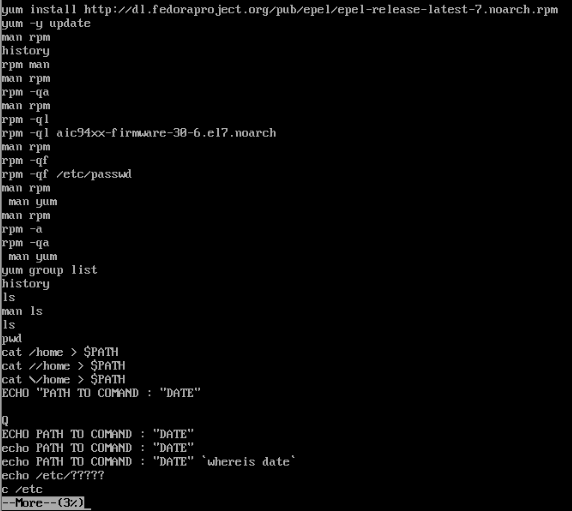 yum install http://dl.fedoraproject.org/pub/epel/epel-release-latest-7.noarch.rpm
yum -y update
man rpm
history
rpm man
man rpm
rpm -qa
man rpm
rpm -ql
rpm -ql aic94xx-firmware-30-6.el7.noarch
man rpm
rpm -qf
rpm -qf /etc/passwd
man rpm
 man yum
man rpm
rpm -a
rpm -qa
 man yum
yum group list
history
ls
man ls
ls
pwd
cat /home > $PATH
cat //home > $PATH
cat \/home > $PATH
ECHO "PATH TO COMAND : "DATE"

Q
ECHO PATH TO COMAND : "DATE"
echo PATH TO COMAND : "DATE"
echo PATH TO COMAND : "DATE" `whereis date`
echo /etc/?????
c /etc
--More--(3%)